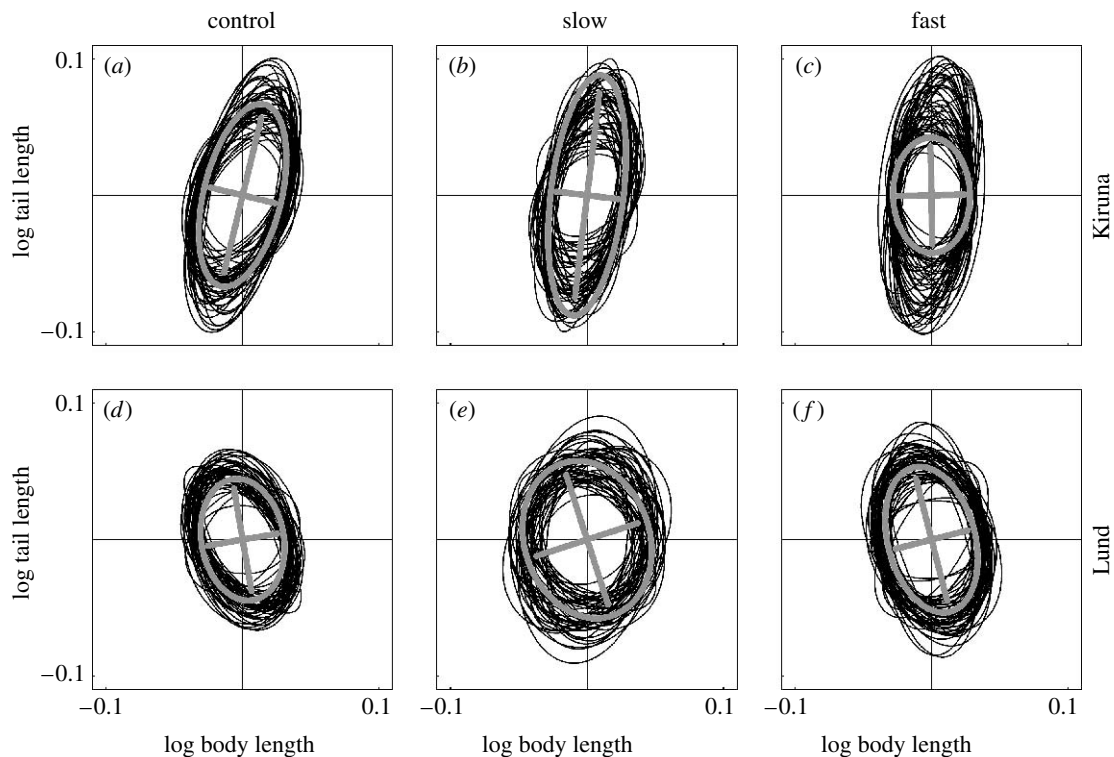 control slow fast
0.1 (a) (b) (c)
log tail length
Kiruna
−0.1
0.1 (d) (e) (f)
log tail length
Lund
−0.1
−0.1 0.1 −0.1 0.1 −0.1 0.1
log body length log body length log body length